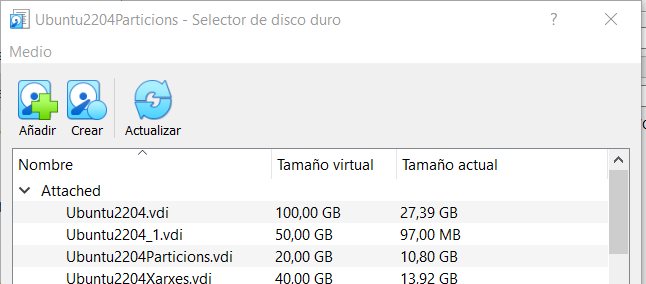 Ubuntu2204Particions - Selector de disco duro ? ×
Medio
Añadir Crear Actualizar
Nombre Tamaño virtual Tamaño actual
Attached
Ubuntu2204.vdi 100,00 GB 27,39 GB
Ubuntu2204_1.vdi 50,00 GB 97,00 MB
Ubuntu2204Particions.vdi 20,00 GB 10,80 GB
Ubuntu2204Xarxes.vdi 40,00 GB 13,92 GB